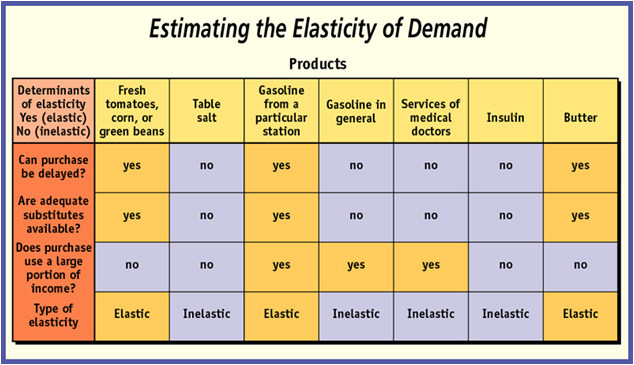 Estimating the Elasticity of Demand
Products
Determinants
of elasticity
Yes (elastic)
No (inelastic)
Fresh
tomatoes,
corn, or
green beans
Table
salt
Gasoline
from a
particular
station
Gasoline in
general
Services of
medical
doctors
Insulin
Butter
Can purchase
be delayed?
yes
no
yes
no
no
no
yes
Are adequate
substitutes
available?
yes
no
yes
no
no
no
yes
Does purchase
use a large
portion of
income?
no
no
yes
yes
yes
no
no
Type of
elasticity
Elastic
Inelastic
Elastic
Inelastic
Inelastic
Inelastic
Elastic